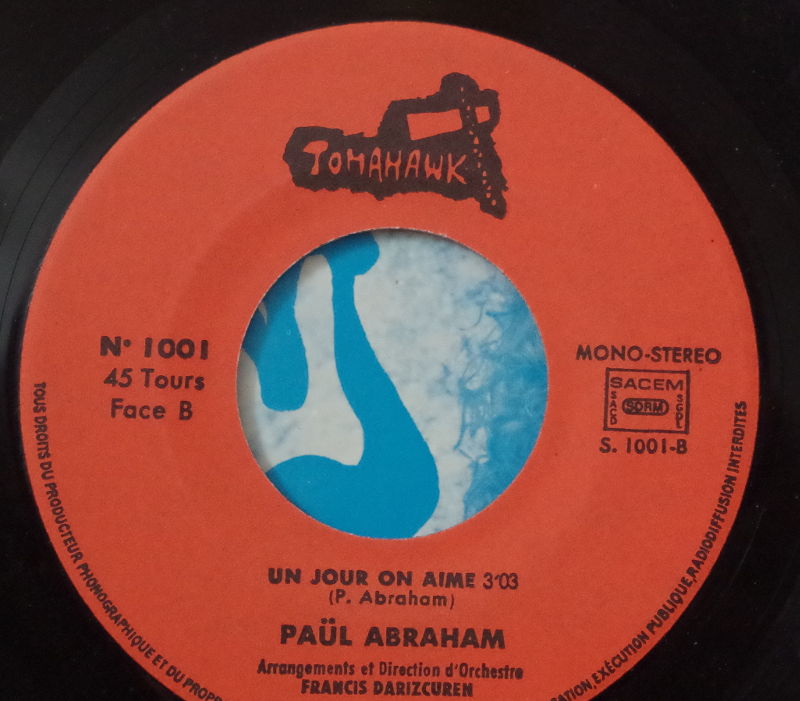 TOMAHAWK
N° 1001
45 Tours
Face B
MONO-STEREO
SACEM
SACD
SDRM
SGDL
S. 1001-B
UN JOUR ON AIME 3'03
(P. Abraham)
PAÜL ABRAHAM
Arrangements et Direction d'Orchestre
FRANCIS DARIZCUREN
TOUS DROITS DU PRODUCTEUR PHONOGRAPHIQUE ET DU PROPR
ATION, EXÉCUTION PUBLIQUE, RADIODIFFUSION INTERDITES